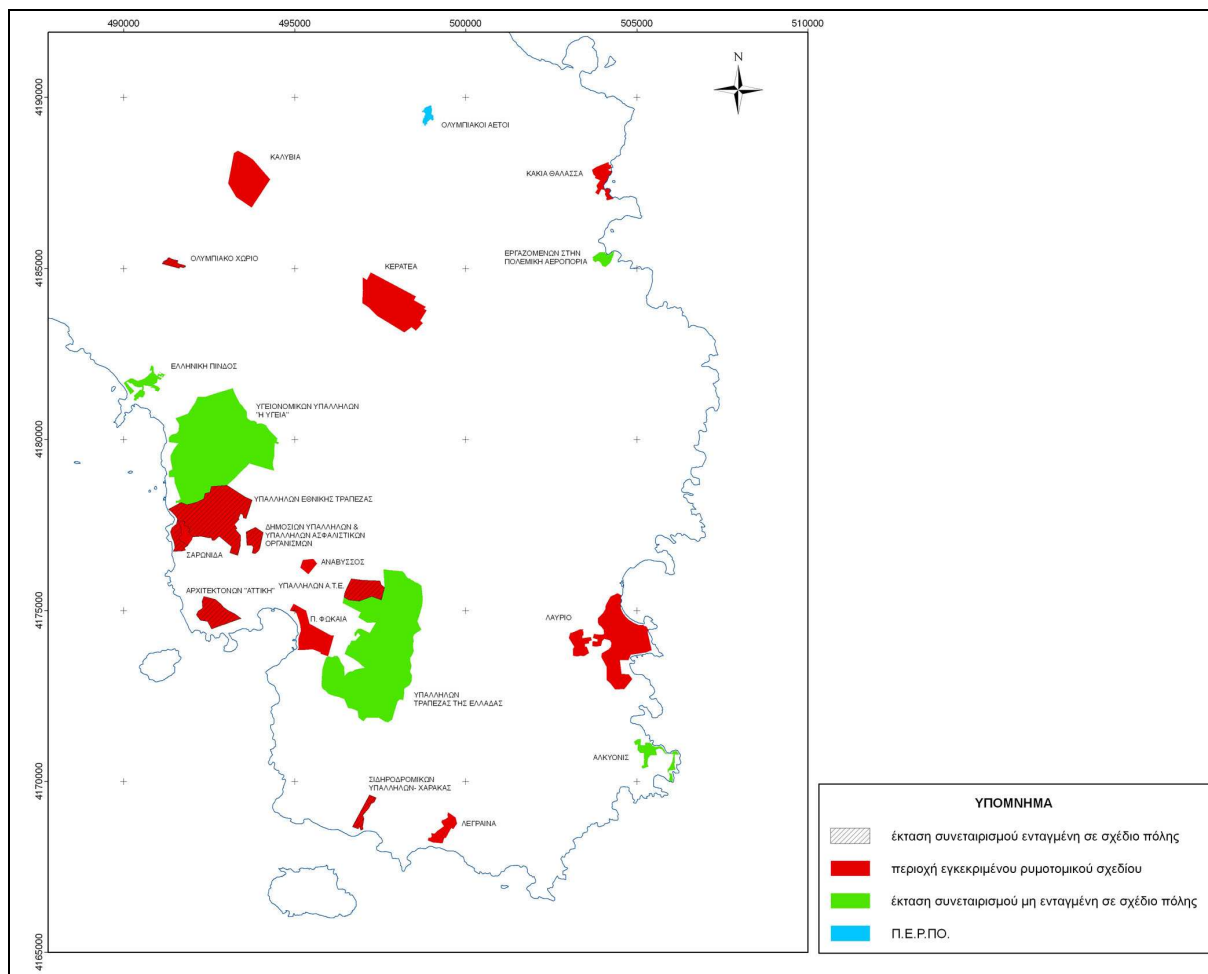 490000
495000
500000
505000
510000
N
4190000
4185000
4180000
4175000
4170000
4165000
ΟΛΥΜΠΙΑΚΟΙ ΑΕΤΟΙ
ΚΑΛΥΒΙΑ
ΚΑΚΙΑ ΘΑΛΑΣΣΑ
ΟΛΥΜΠΙΑΚΟ ΧΩΡΙΟ
ΕΡΓΑΖΟΜΕΝΩΝ ΣΤΗΝ
ΠΟΛΕΜΙΚΗ ΑΕΡΟΠΟΡΙΑ
ΚΕΡΑΤΕΑ
ΕΛΛΗΝΙΚΗ ΠΙΝΔΟΣ
ΥΓΕΙΟΝΟΜΙΚΩΝ ΥΠΑΛΛΗΛΩΝ
"Η ΥΓΕΙΑ"
ΥΠΑΛΛΗΛΩΝ ΕΘΝΙΚΗΣ ΤΡΑΠΕΖΑΣ
ΔΗΜΟΣΙΩΝ ΥΠΑΛΛΗΛΩΝ &
ΥΠΑΛΛΗΛΩΝ ΑΣΦΑΛΙΣΤΙΚΩΝ
ΟΡΓΑΝΙΣΜΩΝ
ΣΑΡΩΝΙΔΑ
ΑΝΑΒΥΣΣΟΣ
ΥΠΑΛΛΗΛΩΝ Α.Τ.Ε.
ΑΡΧΙΤΕΚΤΟΝΩΝ "ΑΤΤΙΚΗ"
Π. ΦΩΚΑΙΑ
ΛΑΥΡΙΟ
ΥΠΑΛΛΗΛΩΝ
ΤΡΑΠΕΖΑΣ ΤΗΣ ΕΛΛΑΔΑΣ
ΑΛΚΥΟΝΙΣ
ΣΙΔΗΡΟΔΡΟΜΙΚΩΝ
ΥΠΑΛΛΗΛΩΝ- ΧΑΡΑΚΑΣ
ΛΕΓΡΑΙΝΑ
ΥΠΟΜΝΗΜΑ
έκταση συνεταιρισμού ενταγμένη σε σχέδιο πόλης
περιοχή εγκεκριμένου ρυμοτομικού σχεδίου
έκταση συνεταιρισμού μη ενταγμένη σε σχέδιο πόλης
Π.Ε.Ρ.ΠΟ.